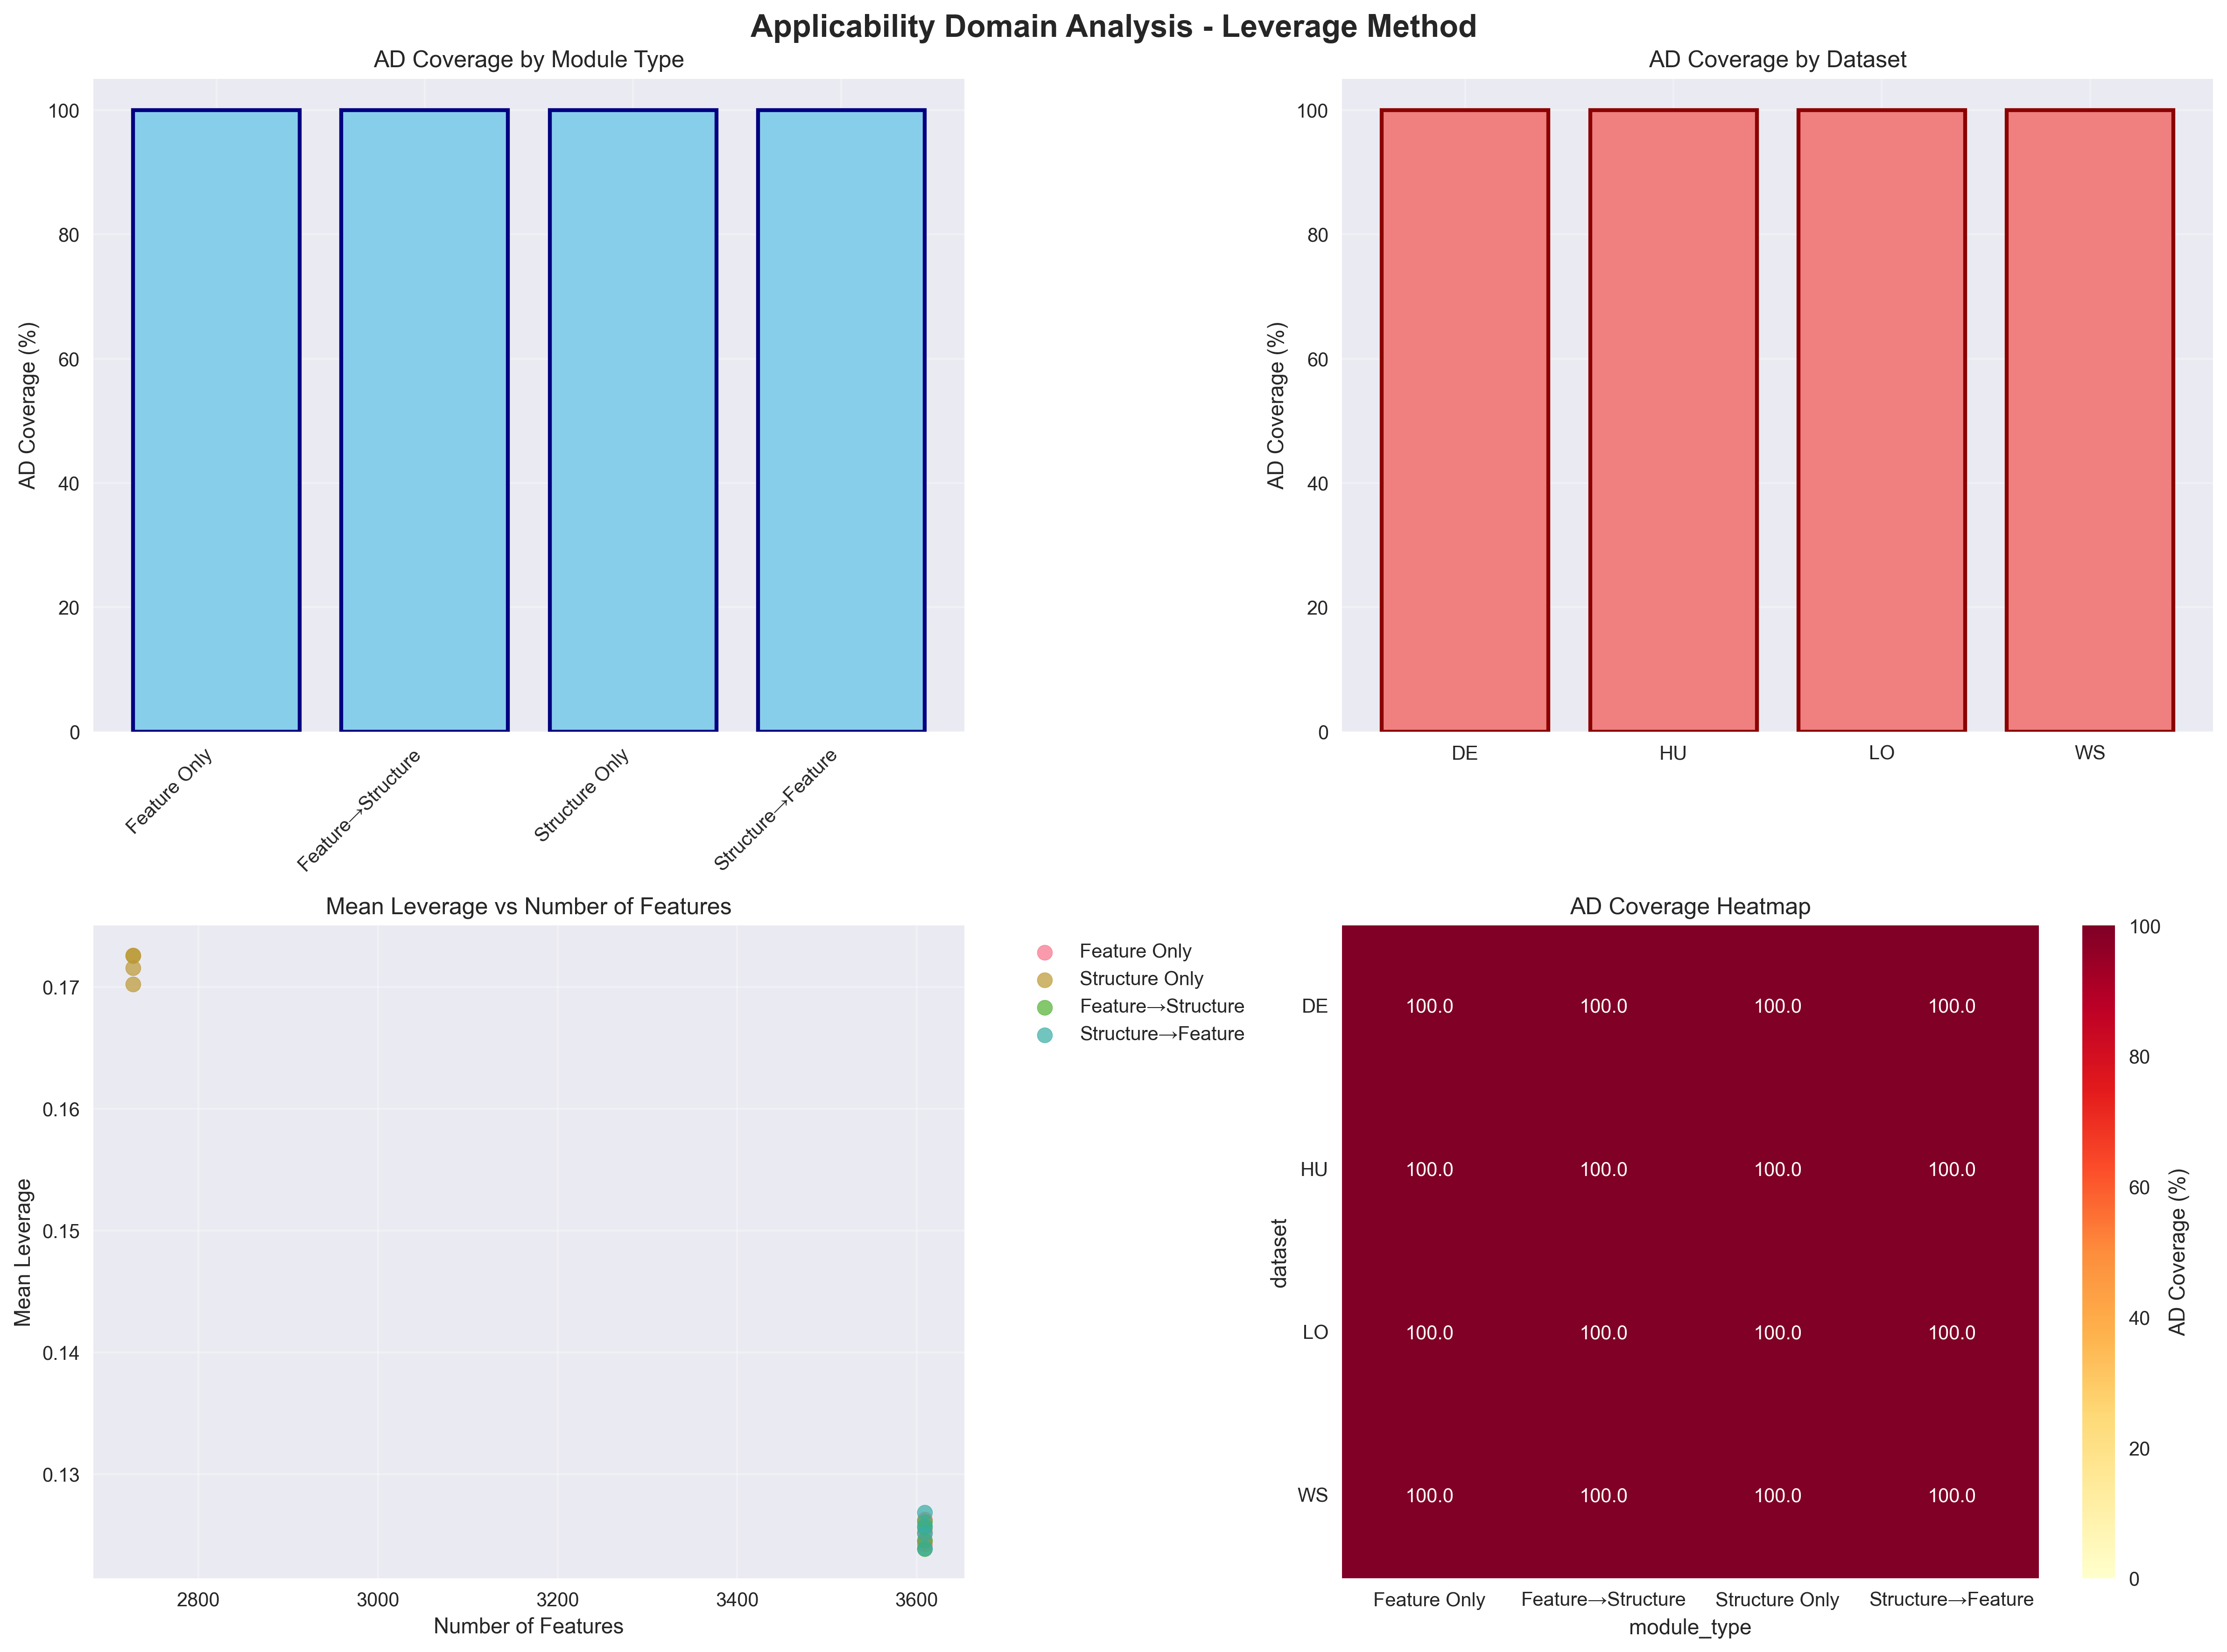 Applicability Domain Analysis - Leverage Method
AD Coverage by Module Type
AD Coverage (%)
100
80
60
40
20
0
Feature Only
Feature→Structure
Structure Only
Structure→Feature
AD Coverage by Dataset
AD Coverage (%)
100
80
60
40
20
0
DE
HU
LO
WS
Mean Leverage vs Number of Features
Mean Leverage
0.17
0.16
0.15
0.14
0.13
2800
3000
3200
3400
3600
Number of Features
Feature Only
Structure Only
Feature→Structure
Structure→Feature
AD Coverage Heatmap
dataset
DE 100.0 100.0 100.0 100.0
HU 100.0 100.0 100.0 100.0
LO 100.0 100.0 100.0 100.0
WS 100.0 100.0 100.0 100.0
Feature Only Feature→Structure Structure Only Structure→Feature
module_type
100
80
60
40
20
0
AD Coverage (%)